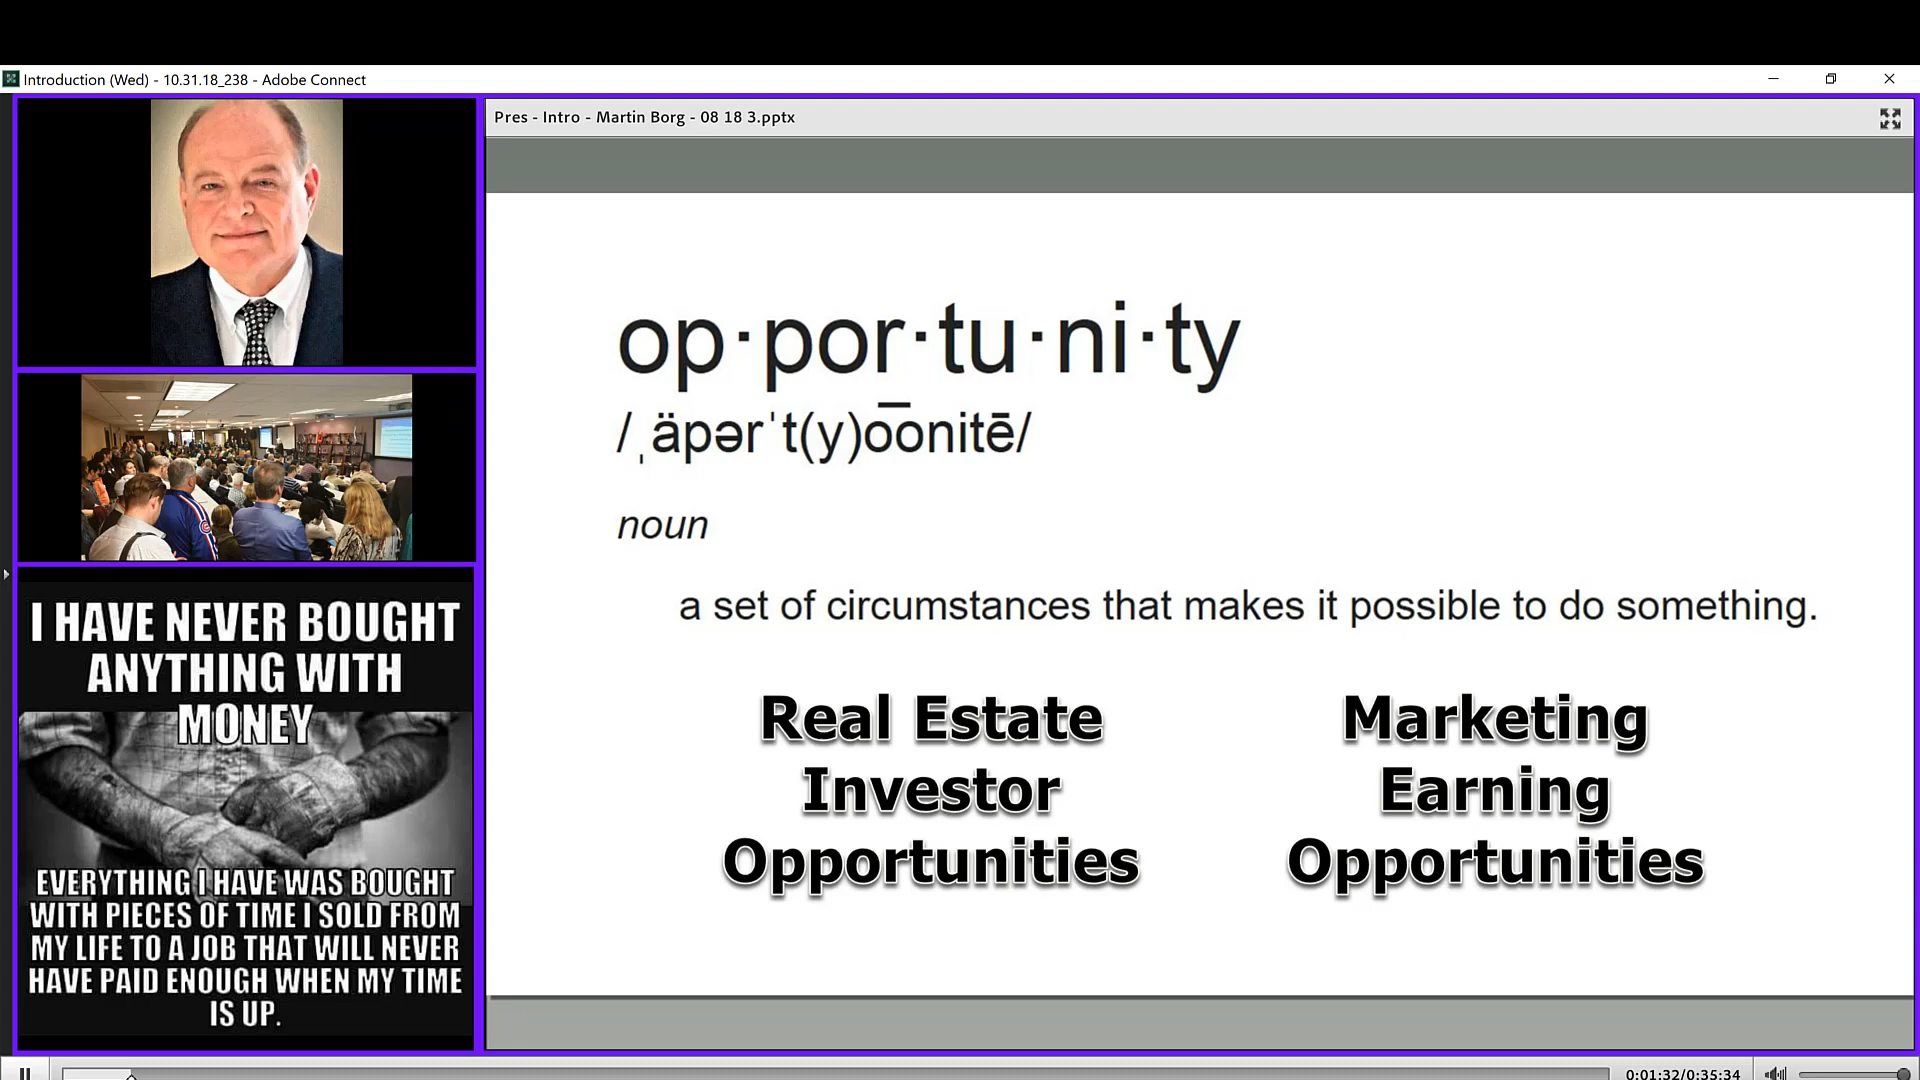 Introduction (Wed) - 10.31.18_238 - Adobe Connect
Pres - Intro - Martin Borg - 08 18 3.pptx
I HAVE NEVER BOUGHT
ANYTHING WITH
MONEY
EVERYTHING I HAVE WAS BOUGHT
WITH PIECES OF TIME I SOLD FROM
MY LIFE TO A JOB THAT WILL NEVER
HAVE PAID ENOUGH WHEN MY TIME
IS UP.
op·por·tu·ni·ty
/ˌäpərˈt(y)o͞onitē/
noun
a set of circumstances that makes it possible to do something.
Real Estate
Investor
Opportunities
Marketing
Earning
Opportunities
0:01:32/0:35:34